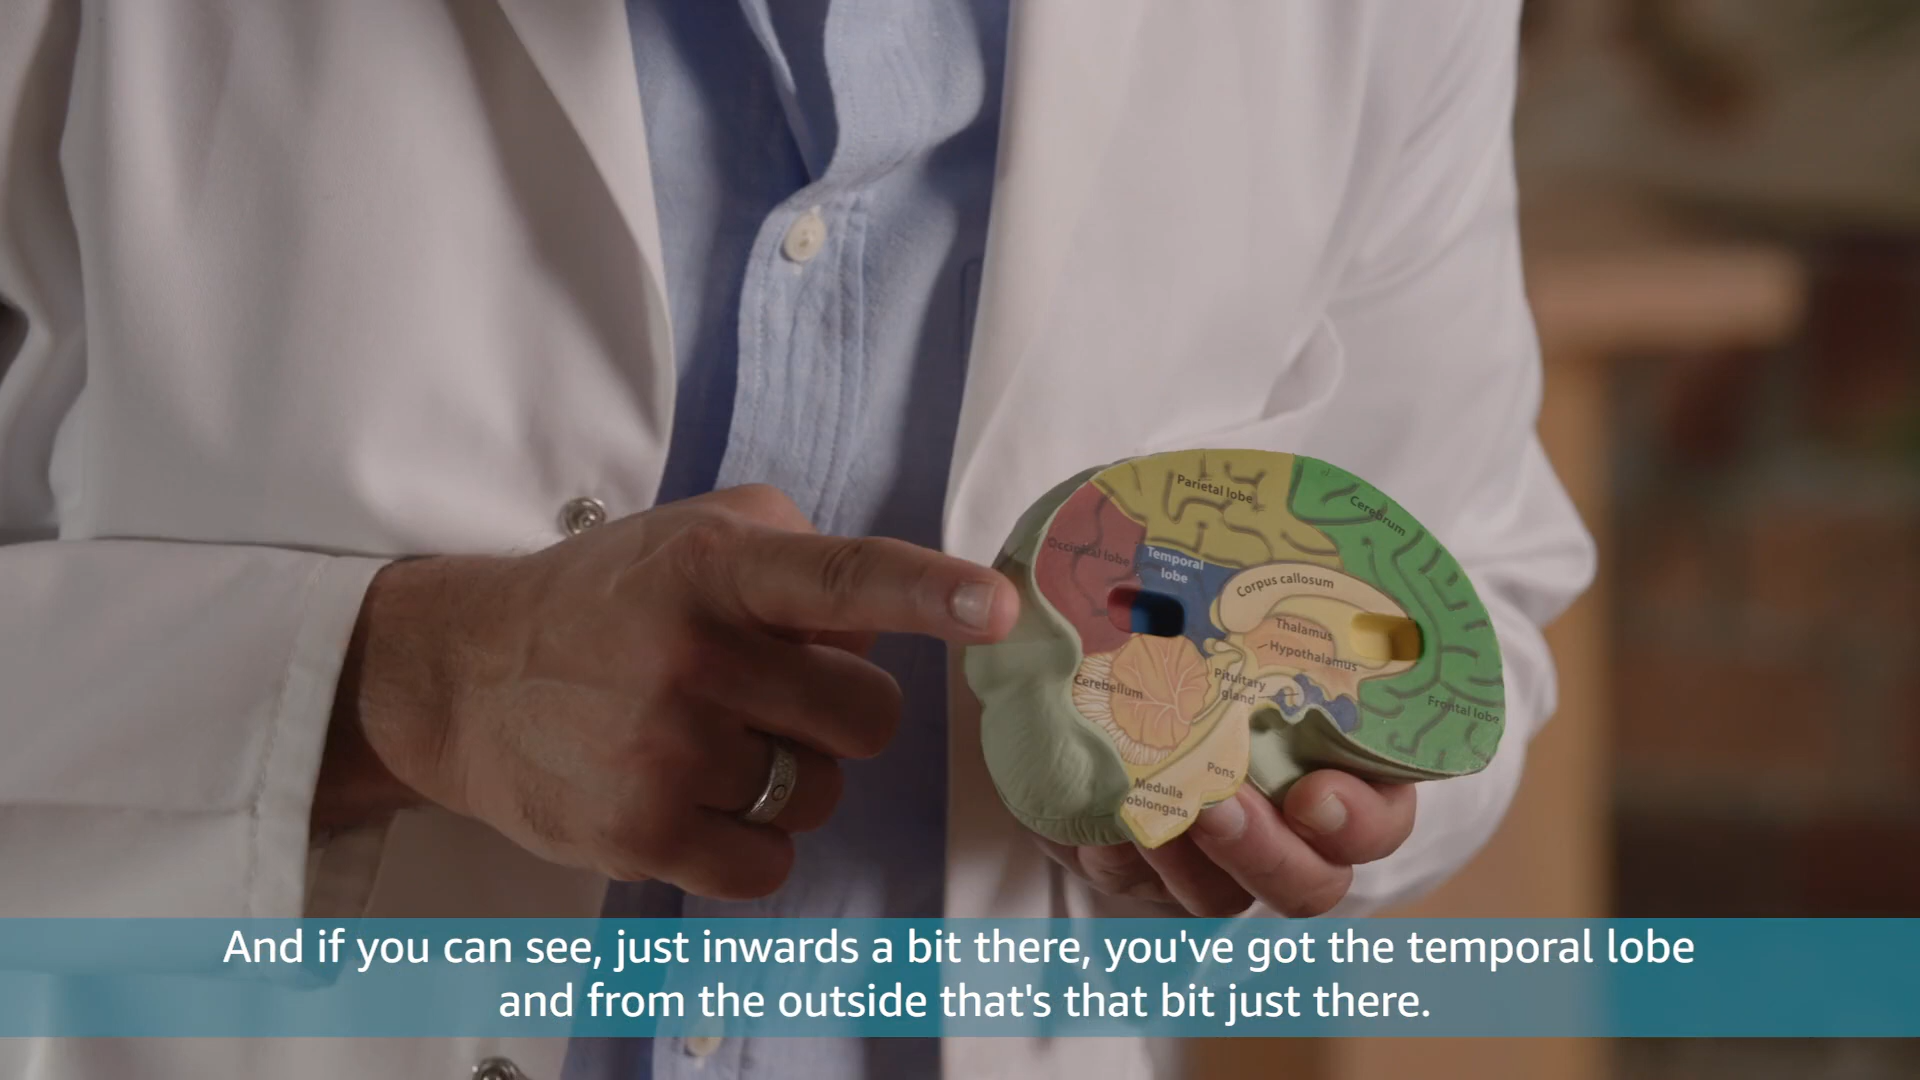 Parietal lobe
Cerebrum
Occipital lobe
Temporal
lobe
Corpus callosum
Thalamus
Hypothalamus
Pituitary
gland
Cerebellum
Frontal lobe
Pons
Medulla
oblongata
And if you can see, just inwards a bit there, you've got the temporal lobe
and from the outside that's that bit just there.